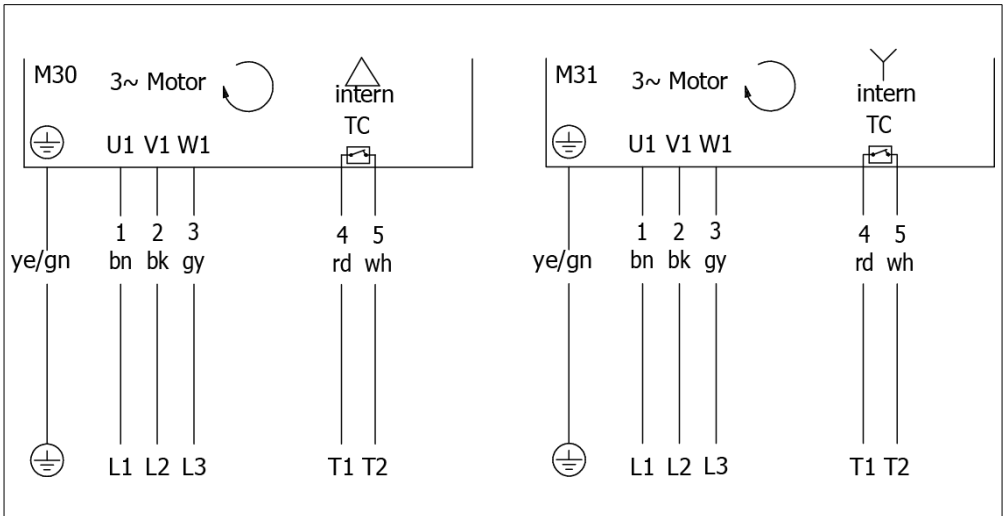 M30 3~ Motor
intern
TC
U1 V1 W1
1 2 3 4 5
ye/gn bn bk gy rd wh
L1 L2 L3 T1 T2
M31 3~ Motor
intern
TC
U1 V1 W1
1 2 3 4 5
ye/gn bn bk gy rd wh
L1 L2 L3 T1 T2